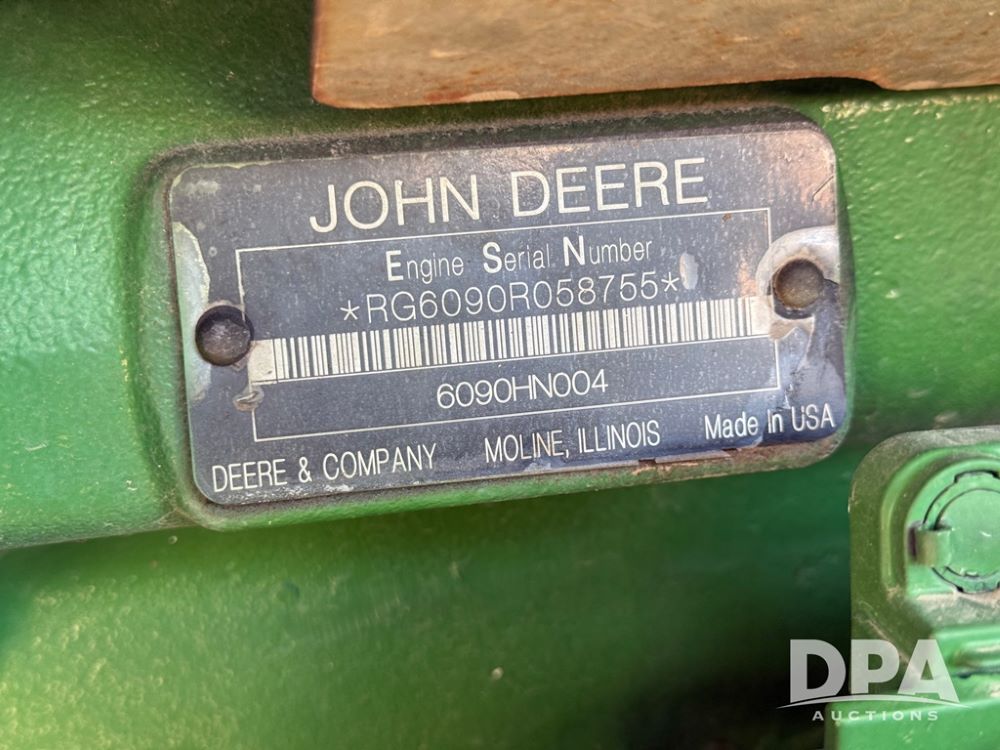 JOHN DEERE
Engine Serial Number
*RG6090R058755*
6090HN004
DEERE & COMPANY MOLINE, ILLINOIS Made In USA
DPA
AUCTIONS